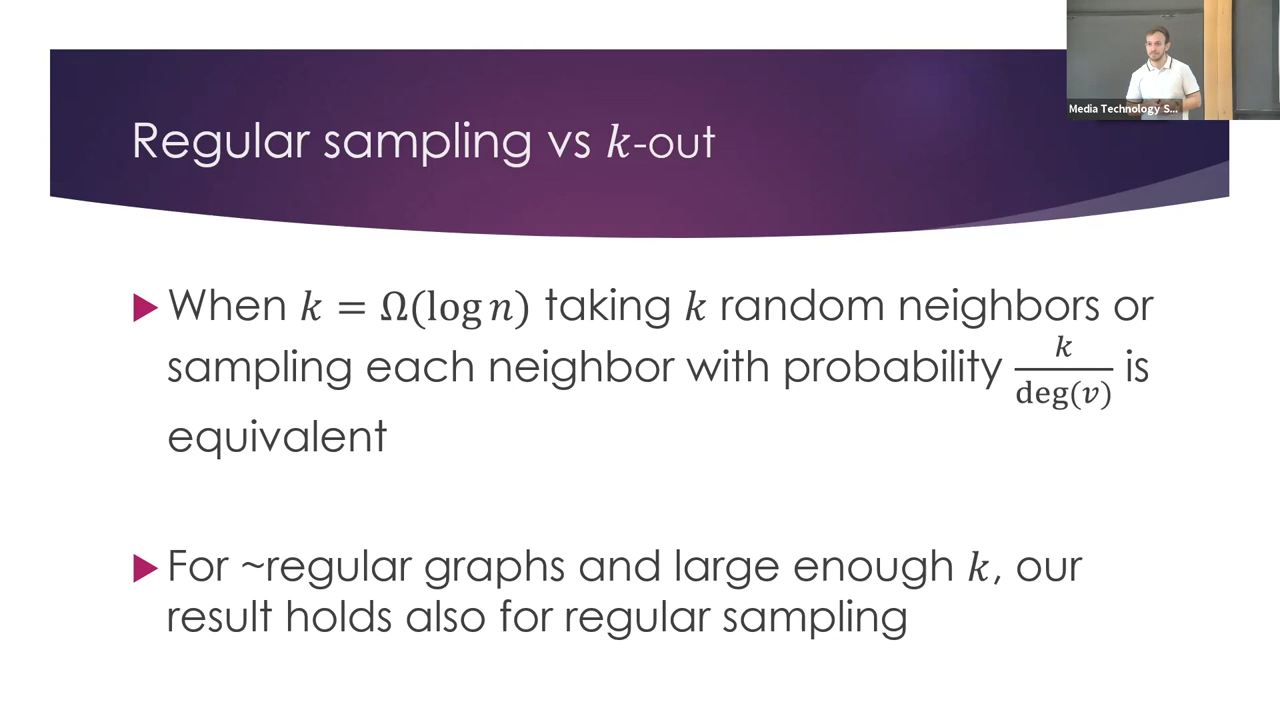 Media Technology S...
Regular sampling vs k-out
When k = Ω(log n) taking k random neighbors or
sampling each neighbor with probability k/deg(v) is
equivalent
For ~regular graphs and large enough k, our
result holds also for regular sampling